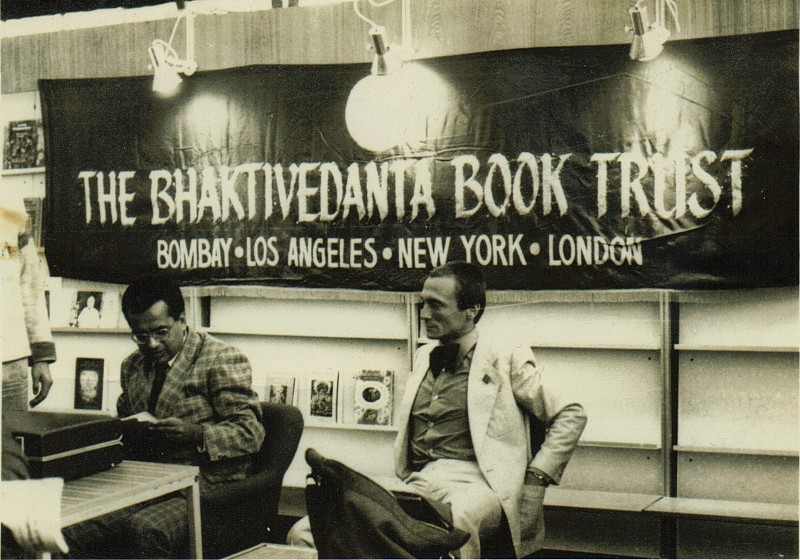 THE BHAKTIVEDANTA BOOK TRUST
BOMBAY • LOS ANGELES • NEW YORK • LONDON